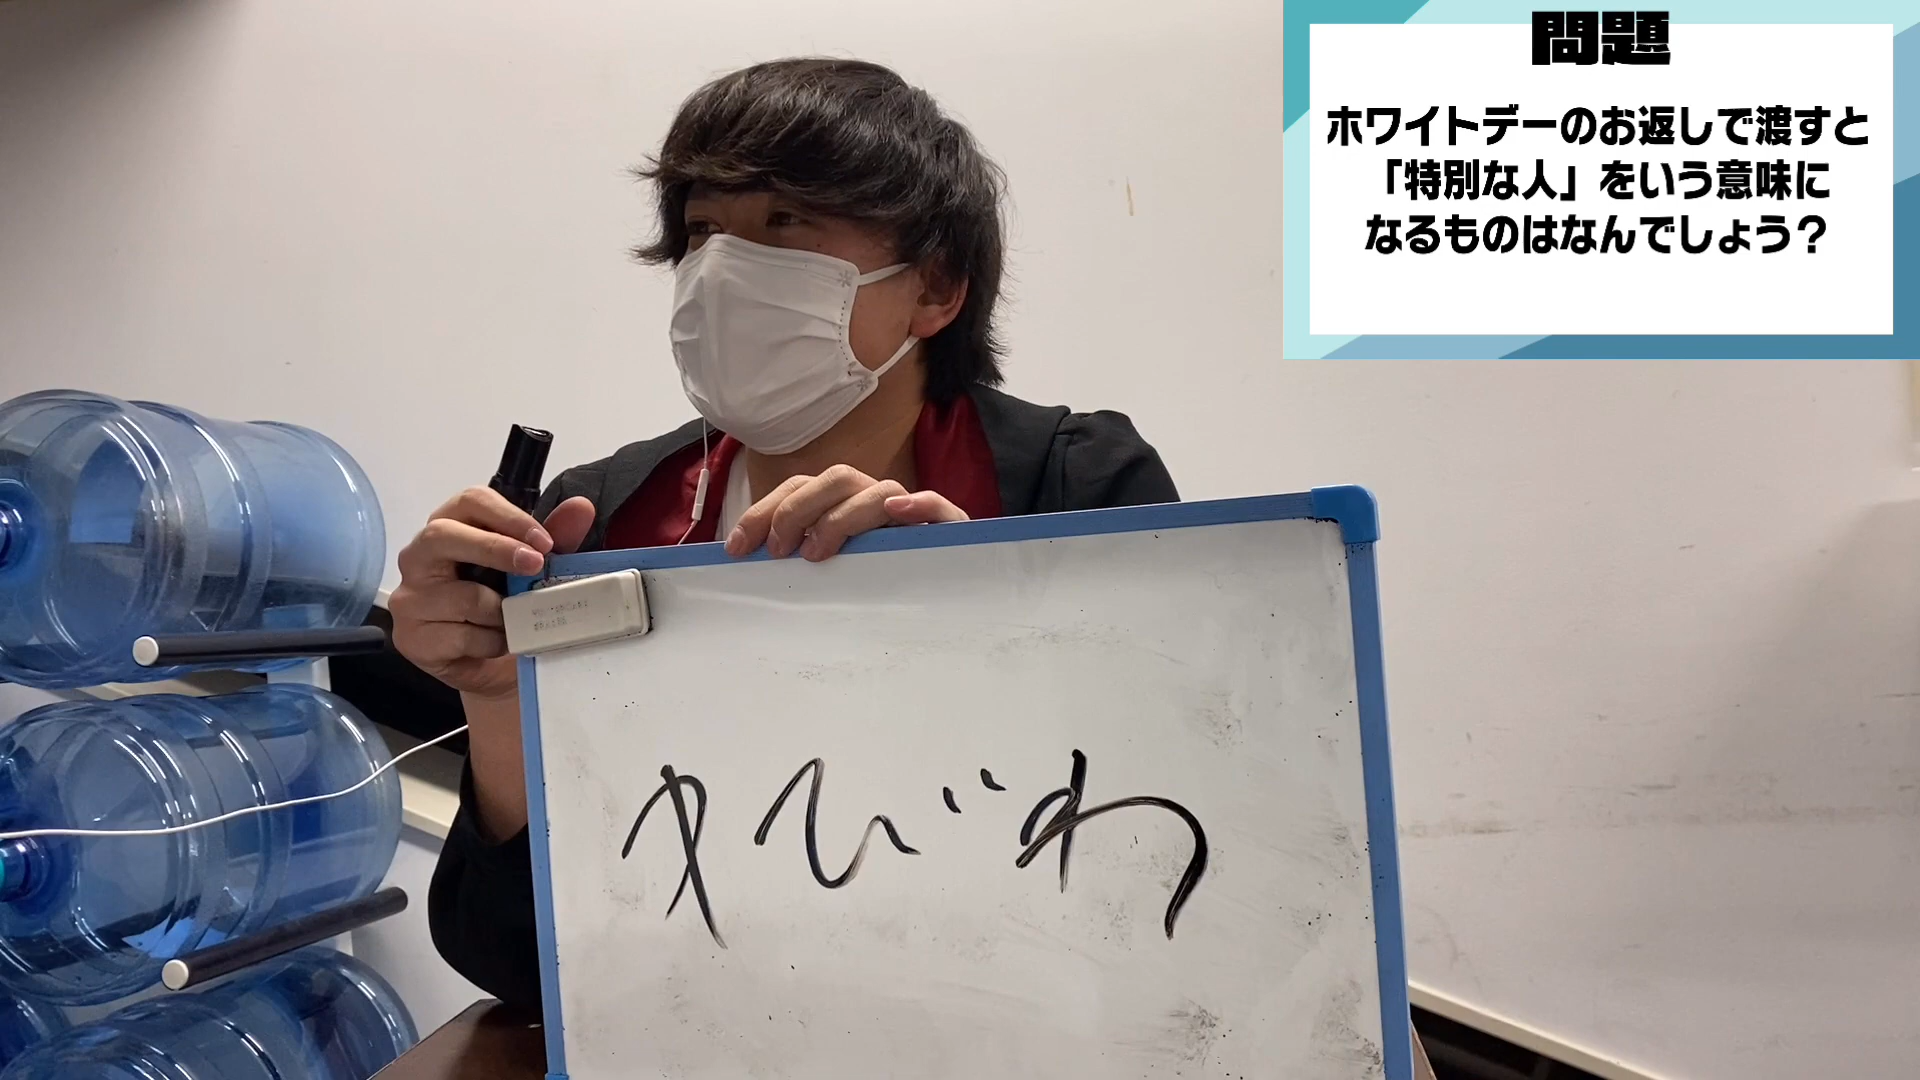 問題
ホワイトデーのお返しで渡すと
「特別な人」をいう意味に
なるものはなんでしょう？
ゆびわ